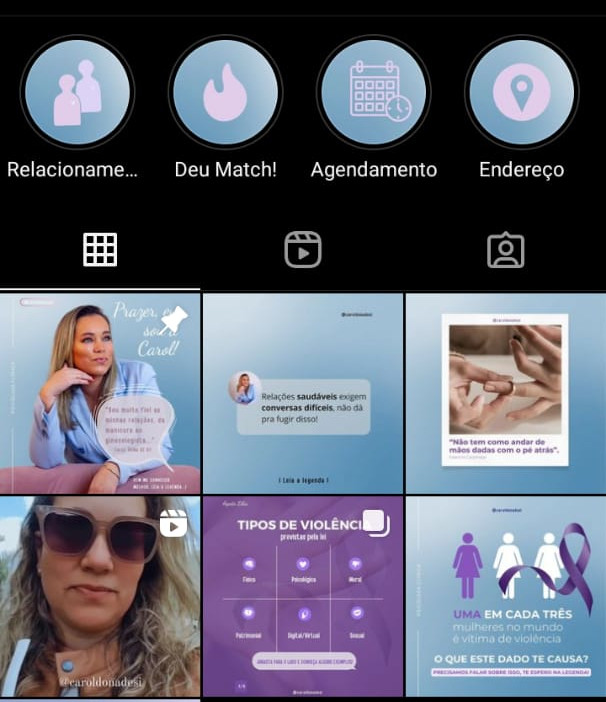 Relacioname...
Deu Match!
Agendamento
Endereço
Prazer, e
so
Carol!
"Sou muito fiel as
minhas relações, da
manicure ao
ginecologista..."
VEM ME CONHECER
MELHOR, LEIA A LEGENDA :)
@caroldonadesi
Relações saudáveis exigem
conversas difíceis, não dá
pra fugir disso!
| Leia a legenda |
@caroldonadesi
"Não tem como andar de
mãos dadas com o pé atrás".
@caroldonadesi
TIPOS DE VIOLÊNCIA
previstas pela lei
Física
Psicológica
Moral
Patrimonial
Digital/Virtual
Sexual
ARRASTA PARA O LADO E CONHEÇA ALGUNS EXEMPLOS!
@caroldonadesi
@caroldonadesi
UMA EM CADA TRÊS
mulheres no mundo
é vítima de violência
O QUE ESTE DADO TE CAUSA?
PRECISAMOS FALAR SOBRE ISSO, TE ESPERO NA LEGENDA!